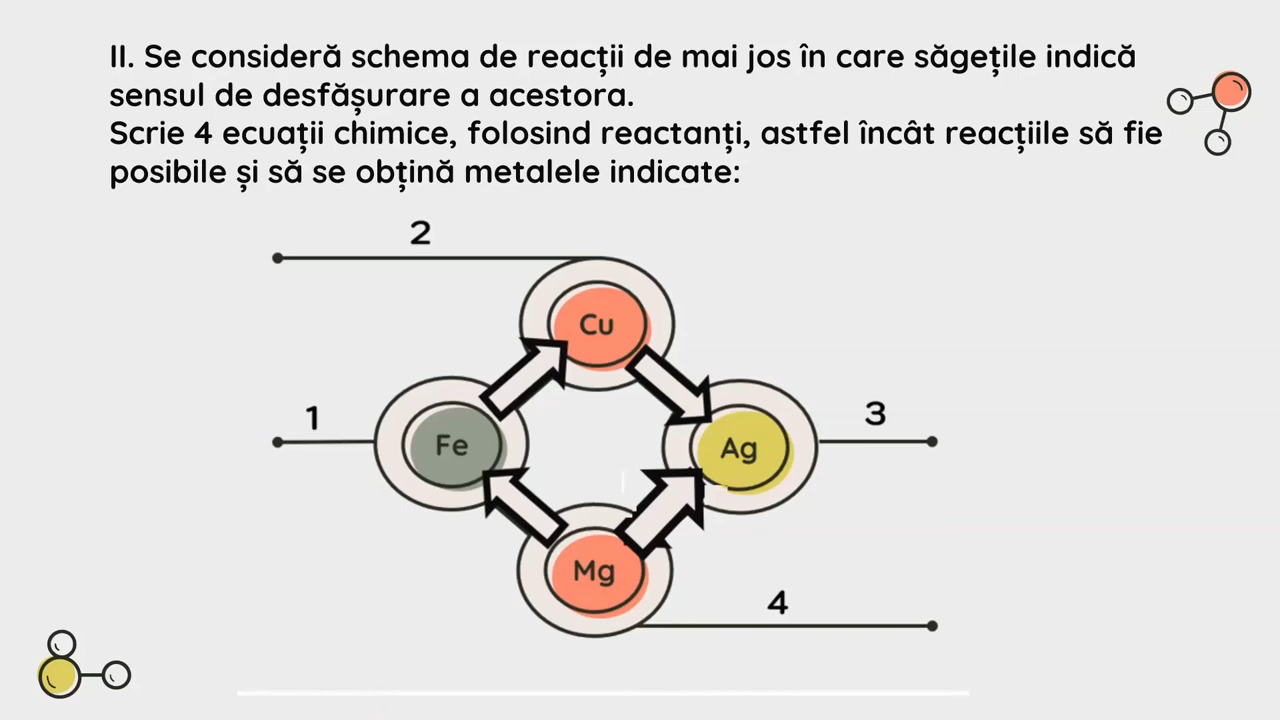 II. Se consideră schema de reacții de mai jos în care săgețile indică
sensul de desfășurare a acestora.
Scrie 4 ecuații chimice, folosind reactanți, astfel încât reacțiile să fie
posibile și să se obțină metalele indicate:
2
Cu
1
Fe
Ag
3
Mg
4